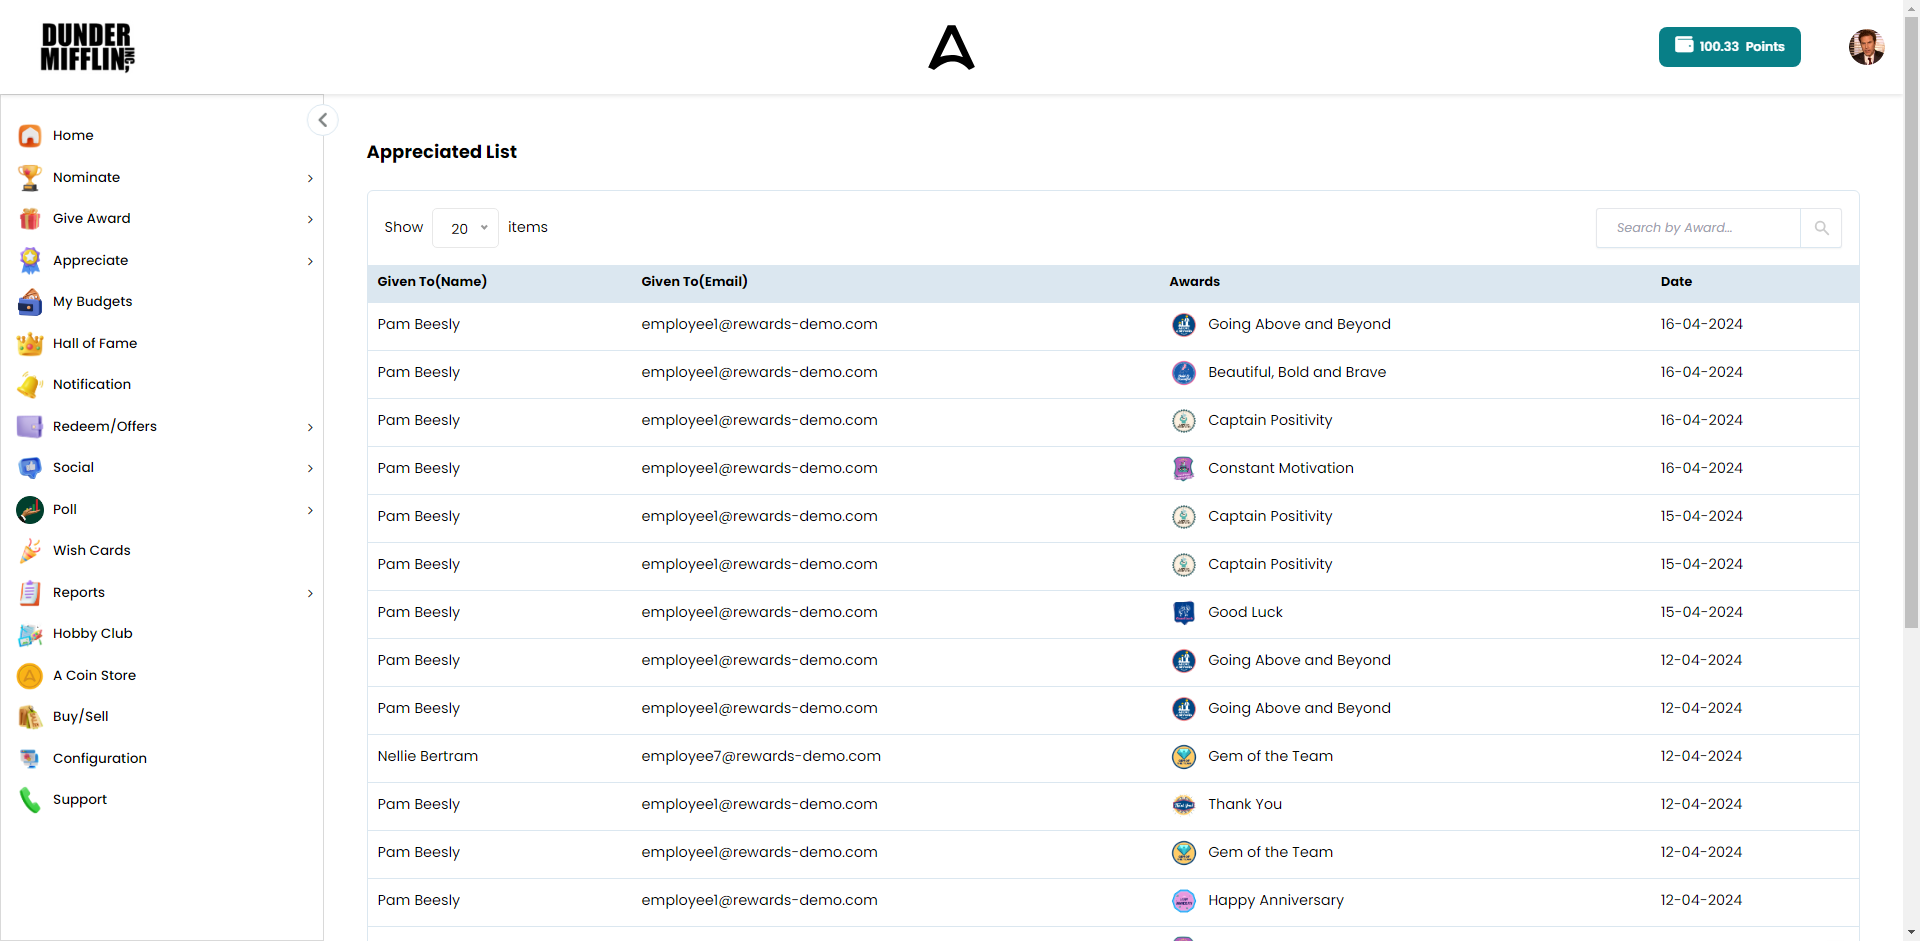 DUNDER
MIFFLIN INC,
100.33 Points
Home
Nominate
Give Award
Appreciate
My Budgets
Hall of Fame
Notification
Redeem/Offers
Social
Poll
Wish Cards
Reports
Hobby Club
A Coin Store
Buy/Sell
Configuration
Support
Appreciated List
Show 20 items
Search by Award...
Given To(Name) Given To(Email) Awards Date
Pam Beesly employee1@rewards-demo.com Going Above and Beyond 16-04-2024
Pam Beesly employee1@rewards-demo.com Beautiful, Bold and Brave 16-04-2024
Pam Beesly employee1@rewards-demo.com Captain Positivity 16-04-2024
Pam Beesly employee1@rewards-demo.com Constant Motivation 16-04-2024
Pam Beesly employee1@rewards-demo.com Captain Positivity 15-04-2024
Pam Beesly employee1@rewards-demo.com Captain Positivity 15-04-2024
Pam Beesly employee1@rewards-demo.com Good Luck 15-04-2024
Pam Beesly employee1@rewards-demo.com Going Above and Beyond 12-04-2024
Pam Beesly employee1@rewards-demo.com Going Above and Beyond 12-04-2024
Nellie Bertram employee7@rewards-demo.com Gem of the Team 12-04-2024
Pam Beesly employee1@rewards-demo.com Thank You 12-04-2024
Pam Beesly employee1@rewards-demo.com Gem of the Team 12-04-2024
Pam Beesly employee1@rewards-demo.com Happy Anniversary 12-04-2024